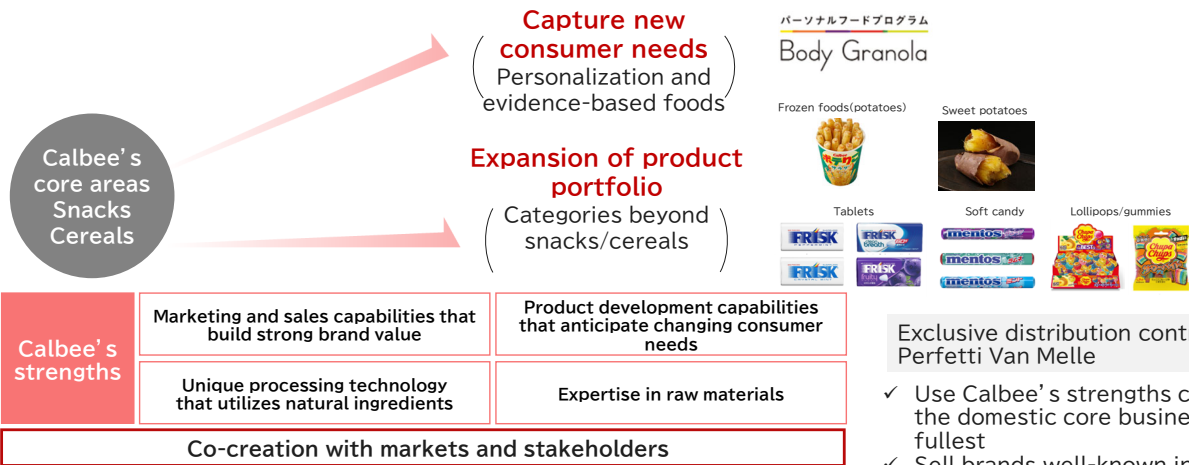 Capture new
consumer needs
Personalization and
evidence-based foods
パーソナルフードプログラム
Body Granola
Calbee's
core areas
Snacks
Cereals
Expansion of product
portfolio
Categories beyond
snacks/cereals
Frozen foods(potatoes)
Sweet potatoes
Tablets
Soft candy
Lollipops/gummies
FRISK
FRISK
FRISK
FRISK
mentos
mentos
mentos
Chupa
Chups
Calbee's
strengths
Marketing and sales capabilities that
build strong brand value
Product development capabilities
that anticipate changing consumer
needs
Unique processing technology
that utilizes natural ingredients
Expertise in raw materials
Co-creation with markets and stakeholders
Exclusive distribution cont
Perfetti Van Melle
✓ Use Calbee's strengths c
the domestic core busine
fullest
✓ Sell brands well-known in